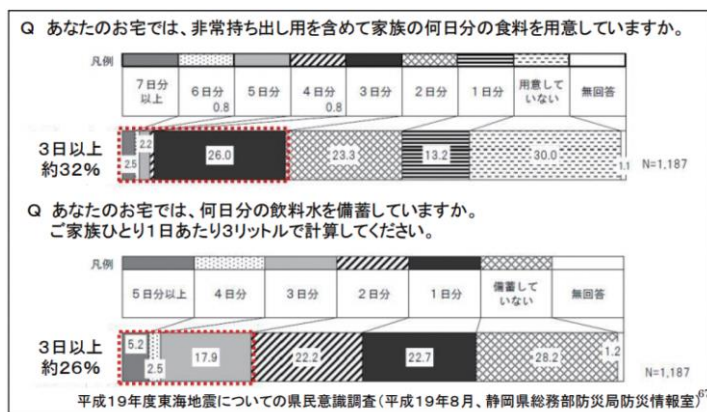 Q あなたのお宅では、非常持ち出し用を含めて家族の何日分の食料を用意していますか。
凡例
7日分以上 6日分 5日分 4日分 3日分 2日分 1日分 用意していない 無回答
0.8 0.8
3日以上
約32%
2.5 2.2 26.0 23.3 13.2 30.0 1.1
N=1,187
Q あなたのお宅では、何日分の飲料水を備蓄していますか。
ご家族ひとり1日あたり3リットルで計算してください。
凡例
5日分以上 4日分 3日分 2日分 1日分 備蓄していない 無回答
3日以上
約26%
5.2 2.5 17.9 22.2 22.7 28.2 1.2
N=1,187
平成19年度東海地震についての県民意識調査(平成19年8月、静岡県総務部防災局防災情報室)
67